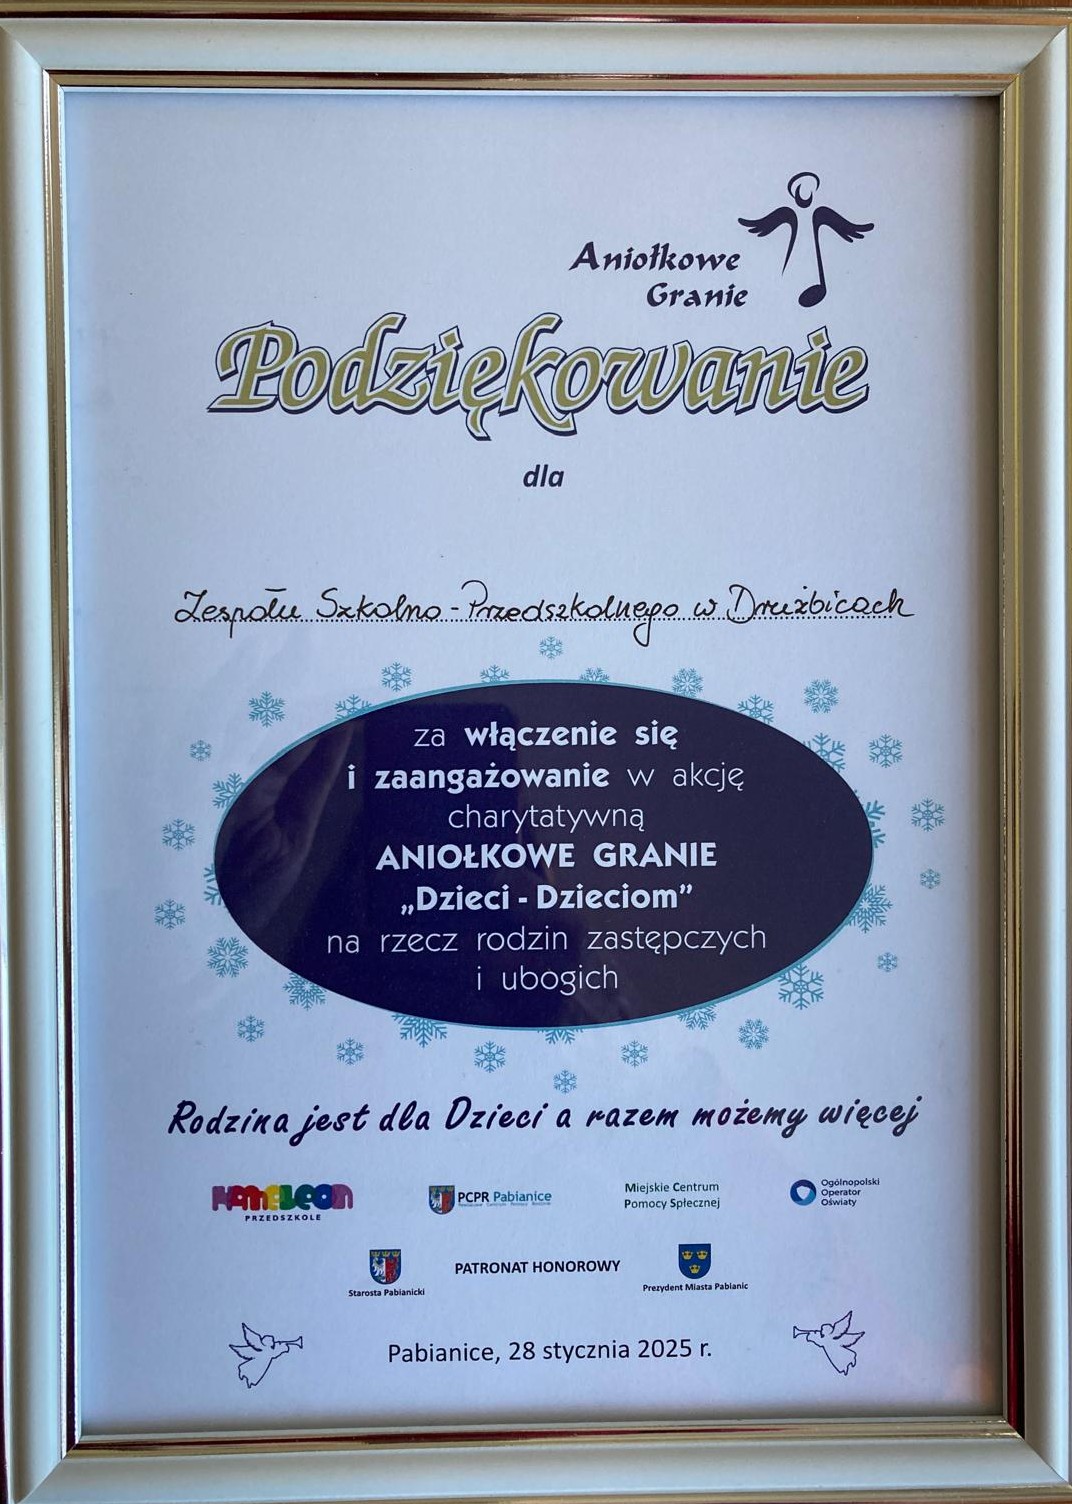 Aniołkowe
Granie
Podziękowanie
dla
Zespołu Szkolno-Przedszkolnego w Drużbicach
za włączenie się
i zaangażowanie w akcję
charytatywną
ANIOŁKOWE GRANIE
„Dzieci - Dzieciom”
na rzecz rodzin zastępczych
i ubogich
Rodzina jest dla Dzieci a razem możemy więcej
KAMELEON
PRZEDSZKOLE
PCPR Pabianice
Miejskie Centrum
Pomocy Spłecznej
Ogólnopolski
Operator
Oświaty
PATRONAT HONOROWY
Starosta Pabianicki
Prezydent Miasta Pabianic
Pabianice, 28 stycznia 2025 r.